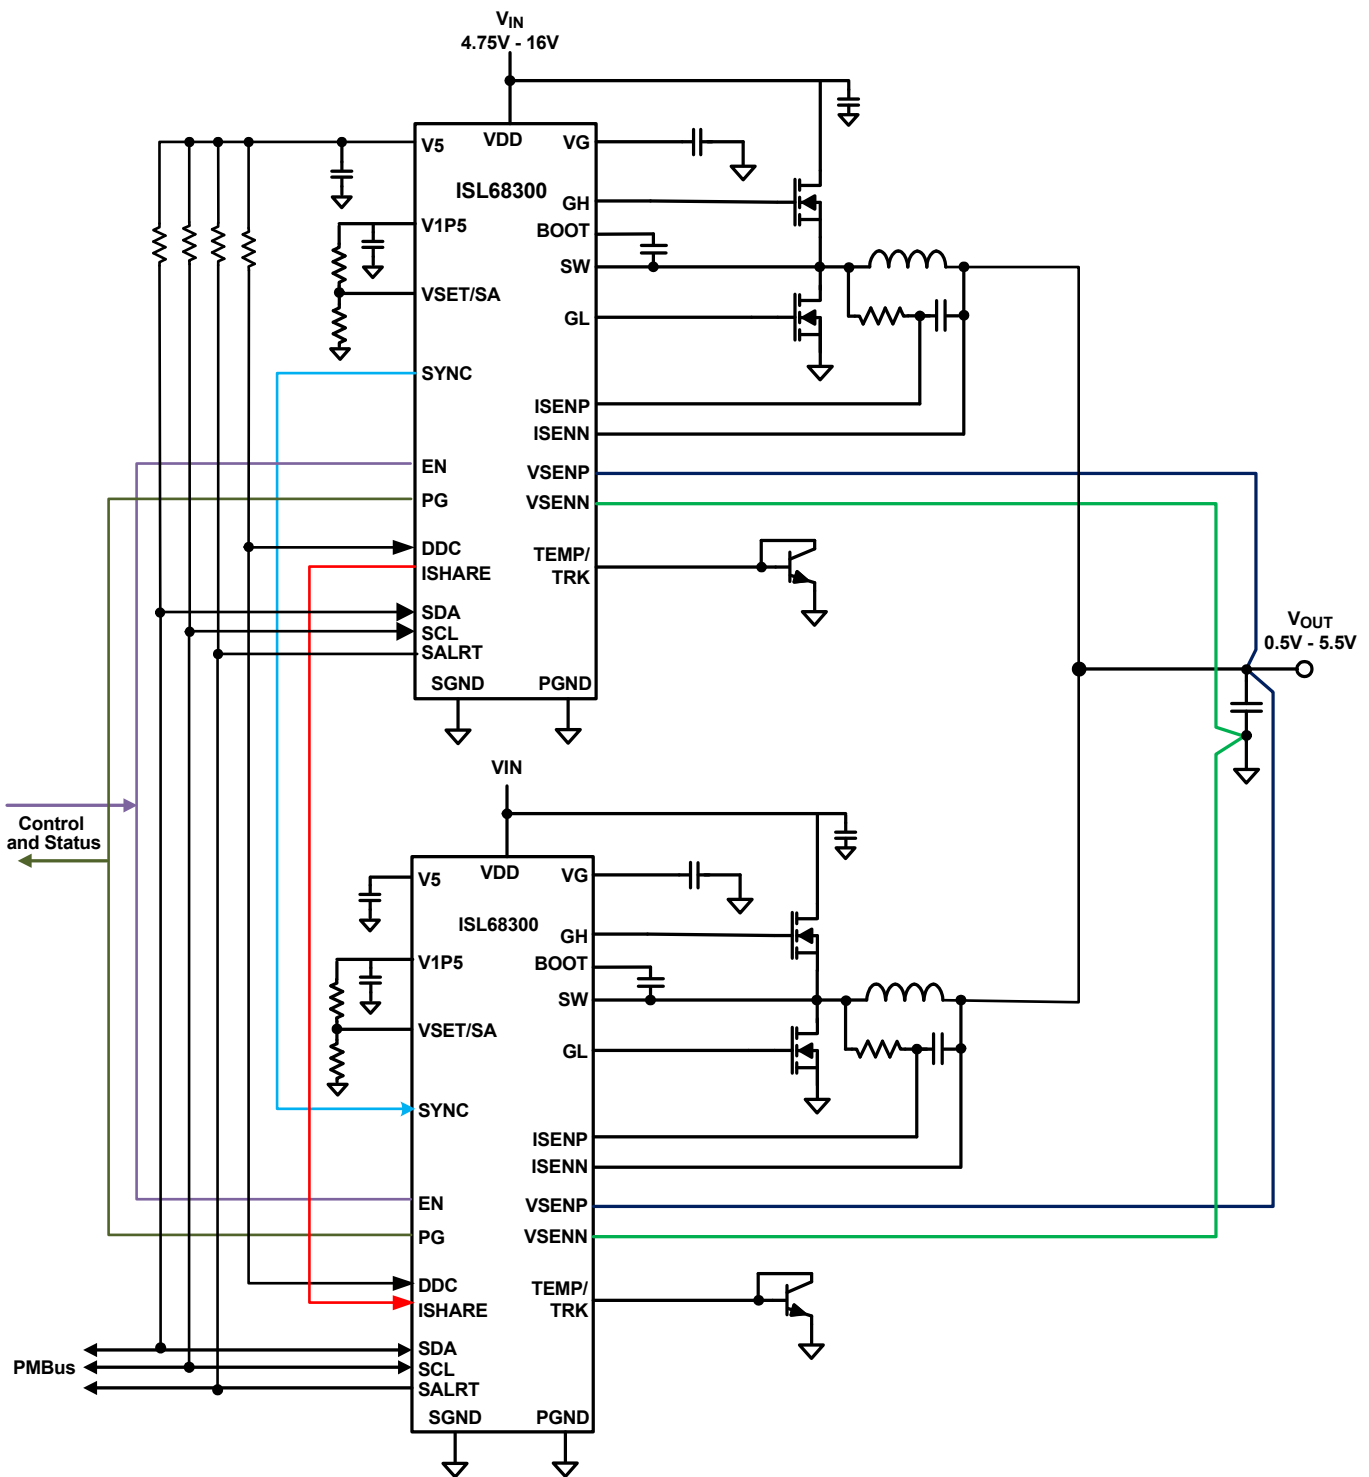 VIN
4.75V - 16V
VDD
V5
VG
ISL68300
GH
V1P5
BOOT
SW
VSET/SA
GL
SYNC
ISENP
ISENN
EN
VSENP
PG
VSENN
DDC
TEMP/
TRK
ISHARE
SDA
SCL
SALRT
SGND
PGND
VOUT
0.5V - 5.5V
VIN
Control
and Status
VDD
V5
VG
ISL68300
GH
V1P5
BOOT
SW
VSET/SA
GL
SYNC
ISENP
ISENN
EN
VSENP
PG
VSENN
DDC
TEMP/
TRK
ISHARE
SDA
PMBus
SCL
SALRT
SGND
PGND